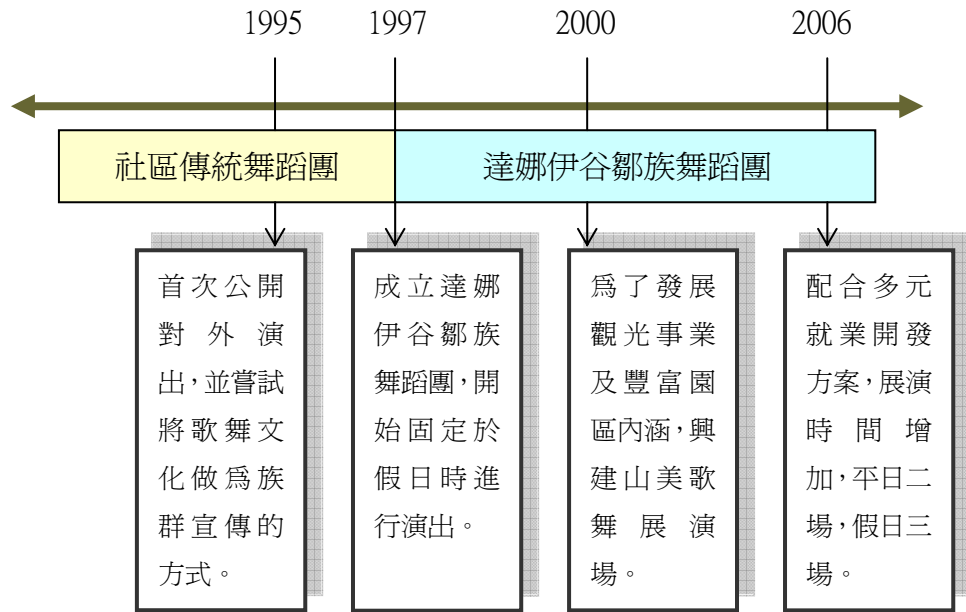 1995 1997 2000 2006
社區傳統舞蹈團 達娜伊谷鄒族舞蹈團
首次公開
對外演
出，並嘗試
將歌舞文
化做為族
群宣傳的
方式。
成立達娜
伊谷鄒族
舞蹈團，開
始固定於
假日時進
行演出。
為了發展
觀光事業
及豐富園
區內涵，興
建山美歌
舞展演
場。
配合多元
就業開發
方案，展演
時間增
加，平日二
場，假日三
場。